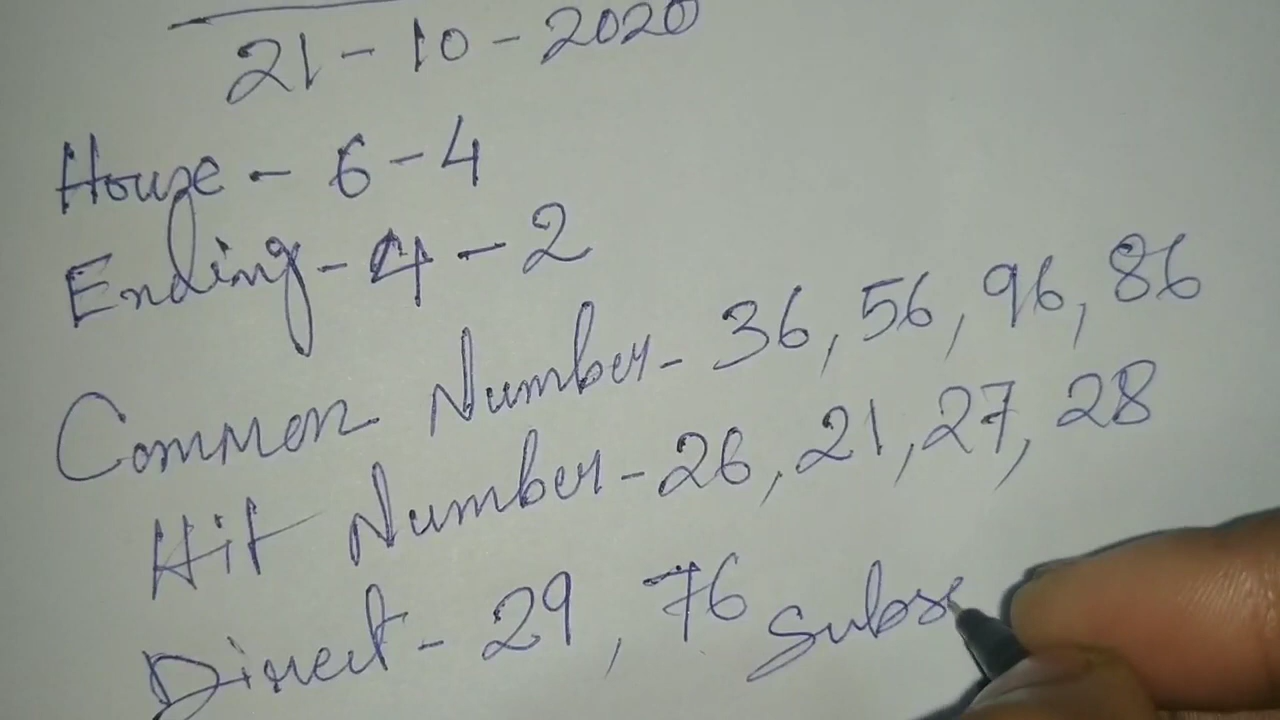 21-10-2020
House - 6-4
Ending - 4-2
Common Number - 36, 56, 96, 86
Hit Number - 26, 21, 27, 28
Direct - 29, 76 Subs